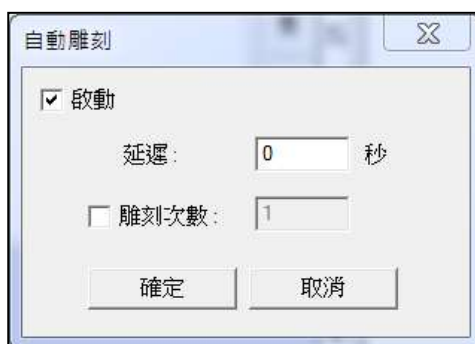 自動雕刻
啟動
延遲： 0 秒
雕刻次數： 1
確定 取消